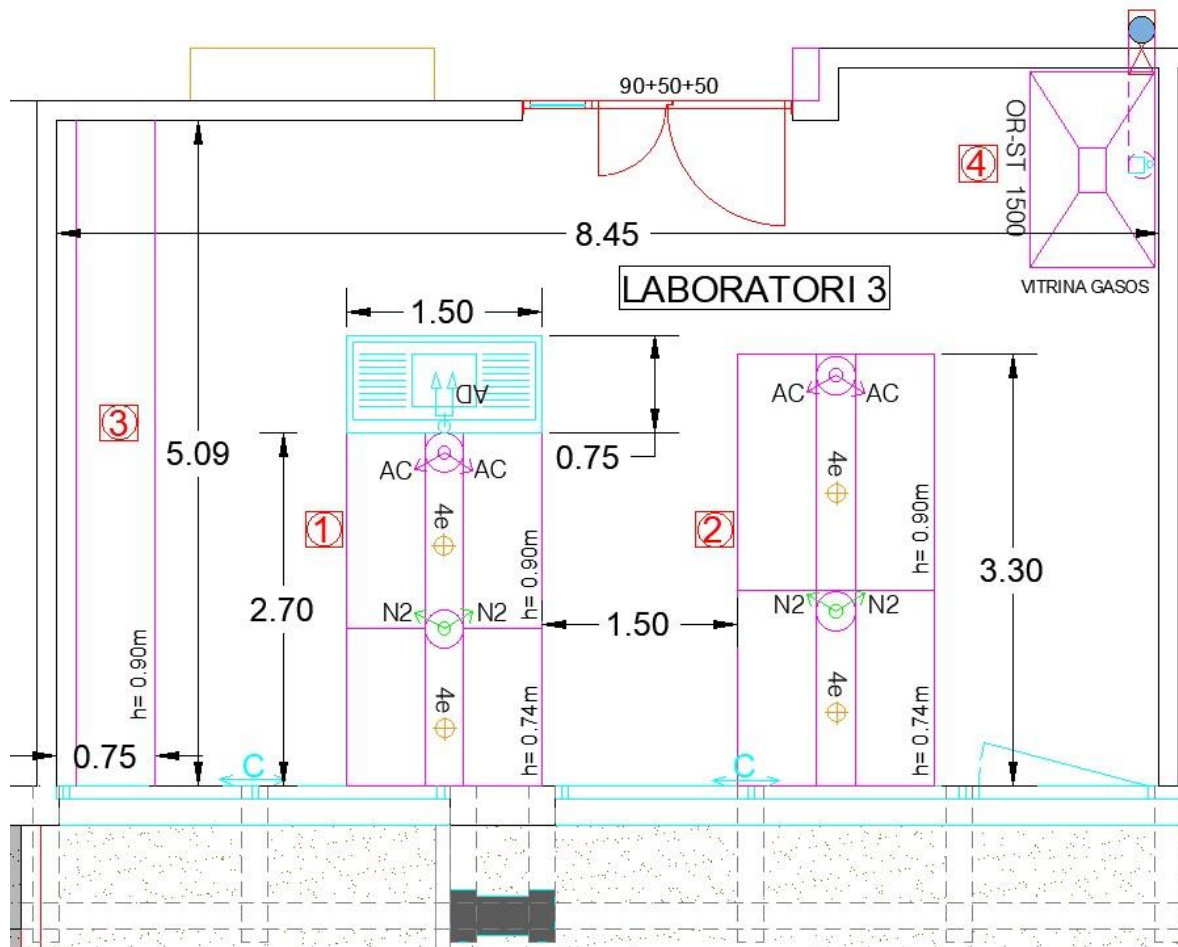 90+50+50
4
OR-ST 1500
8.45
LABORATORI 3
VITRINA GASOS
1.50
AD
AC
AC
AC
AC
3
5.09
0.75
4e
4e
1
2
h= 0.90m
h= 0.90m
3.30
2.70
N2
N2
1.50
N2
N2
h= 0.90m
4e
4e
h= 0.74m
h= 0.74m
0.75
C
C